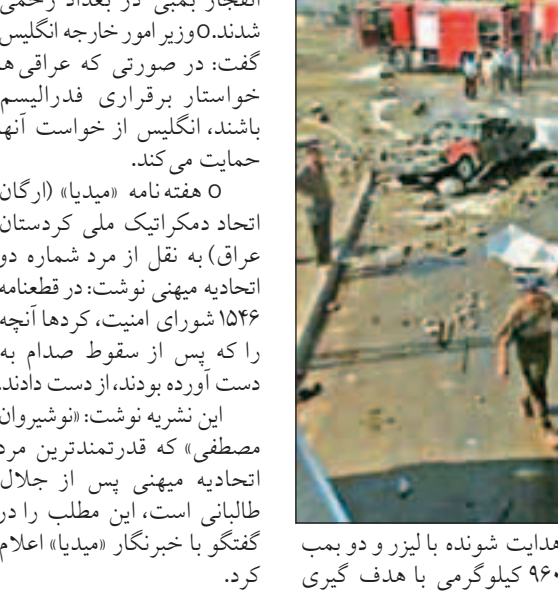 انفجار بمبی در بغداد زخمی
شدند.oوزیر امور خارجه انگلیس
گفت: در صورتی که عراقی ها
خواستار برقراری فدرالیسم
باشند، انگلیس از خواست آنها
حمایت می‌کند.
o هفته نامه «میدیا» (ارگان
اتحاد دمکراتیک ملی کردستان
عراق) به نقل از مرد شماره دو
اتحادیه میهنی نوشت: در قطعنامه
۱۵۴۶ شورای امنیت، کردها آنچه
را که پس از سقوط صدام به
دست آورده بودند، از دست دادند.
این نشریه نوشت: «نوشیروان
مصطفی» که قدرتمندترین مرد
اتحادیه میهنی پس از جلال
طالبانی است، این مطلب را در
گفتگو با خبرنگار «میدیا» اعلام
کرد.
هدایت شونده با لیزر و دو بمب
۹۶۰ کیلوگرمی با هدف گیری